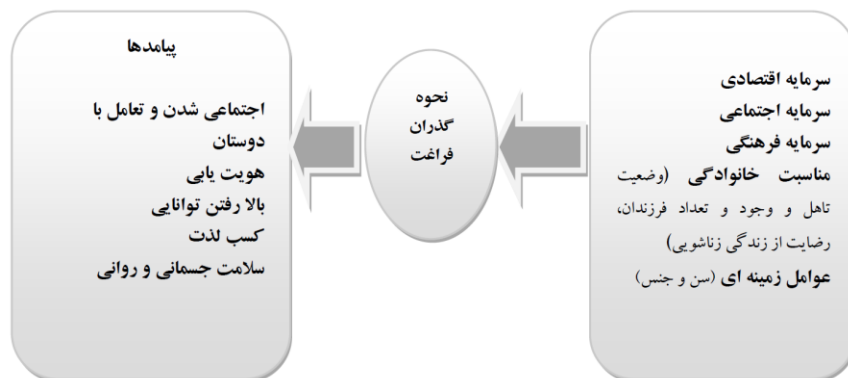 سرمایه اقتصادی
سرمایه اجتماعی
سرمایه فرهنگی
مناسبت خانوادگی (وضعیت
تاهل و وجود و تعداد فرزندان،
رضایت از زندگی زناشویی)
عوامل زمینه ای (سن و جنس)
نحوه
گذران
فراغت
پیامدها
اجتماعی شدن و تعامل با
دوستان
هویت یابی
بالا رفتن توانایی
کسب لذت
سلامت جسمانی و روانی